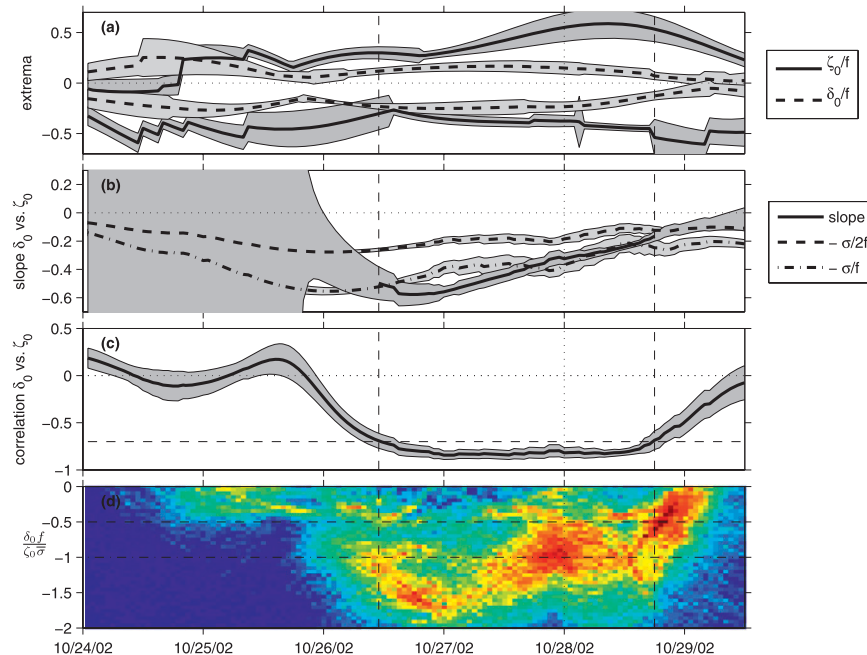 (a)
0.5
0
−0.5
extrema
ζ₀/f
δ₀/f
(b)
0.2
0
−0.2
−0.4
−0.6
slope δ₀ vs. ζ₀
slope
− σ/2f
− σ/f
(c)
0.5
0
−0.5
−1
correlation δ₀ vs. ζ₀
(d)
0
−0.5
−1
−1.5
−2
10/24/02 10/25/02 10/26/02 10/27/02 10/28/02 10/29/02